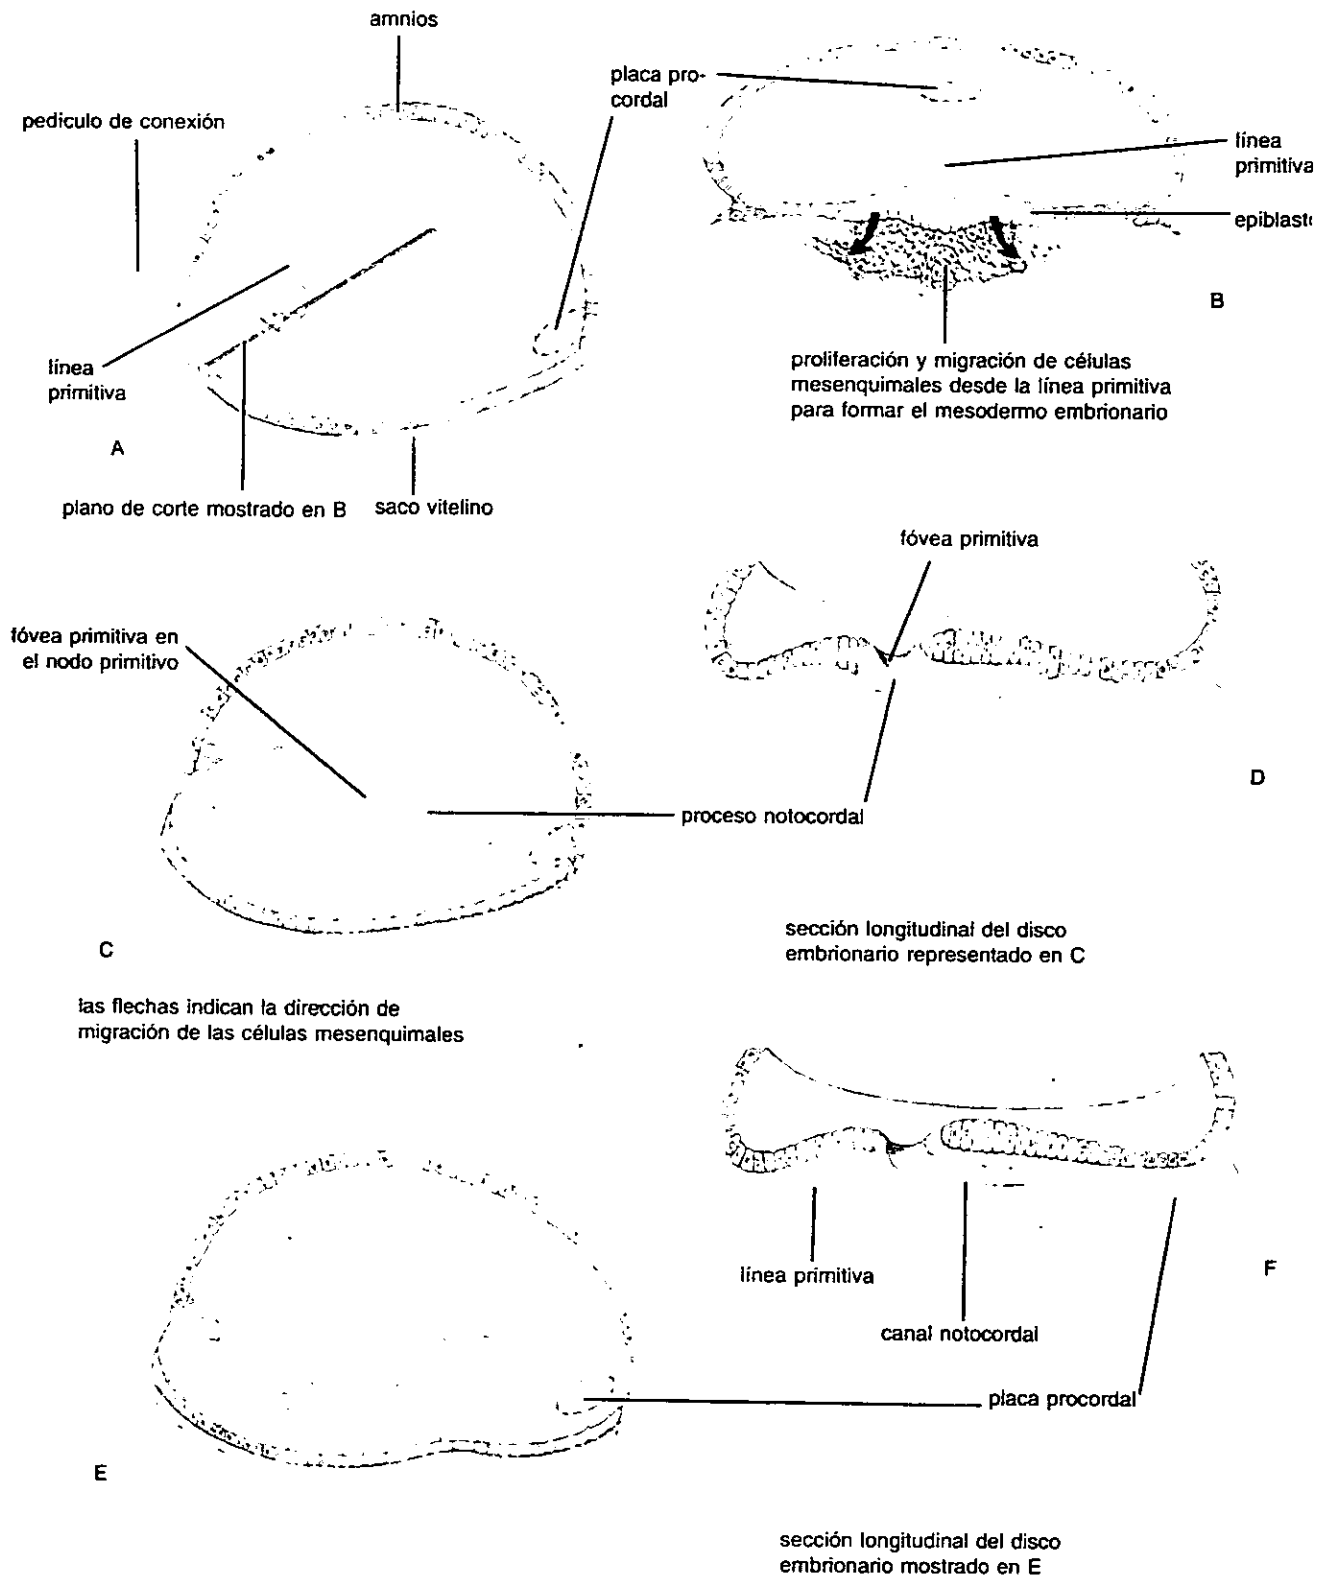 amnios
placa pro-
cordal
pedículo de conexión
línea
primitiva
epiblasto
B
línea
primitiva
proliferación y migración de células
mesenquimales desde la línea primitiva
para formar el mesodermo embrionario
A
plano de corte mostrado en B
saco vitelino
fóvea primitiva
fóvea primitiva en
el nodo primitivo
D
proceso notocordal
C
sección longitudinal del disco
embrionario representado en C
las flechas indican la dirección de
migración de las células mesenquimales
línea primitiva
F
canal notocordal
placa procordal
E
sección longitudinal del disco
embrionario mostrado en E